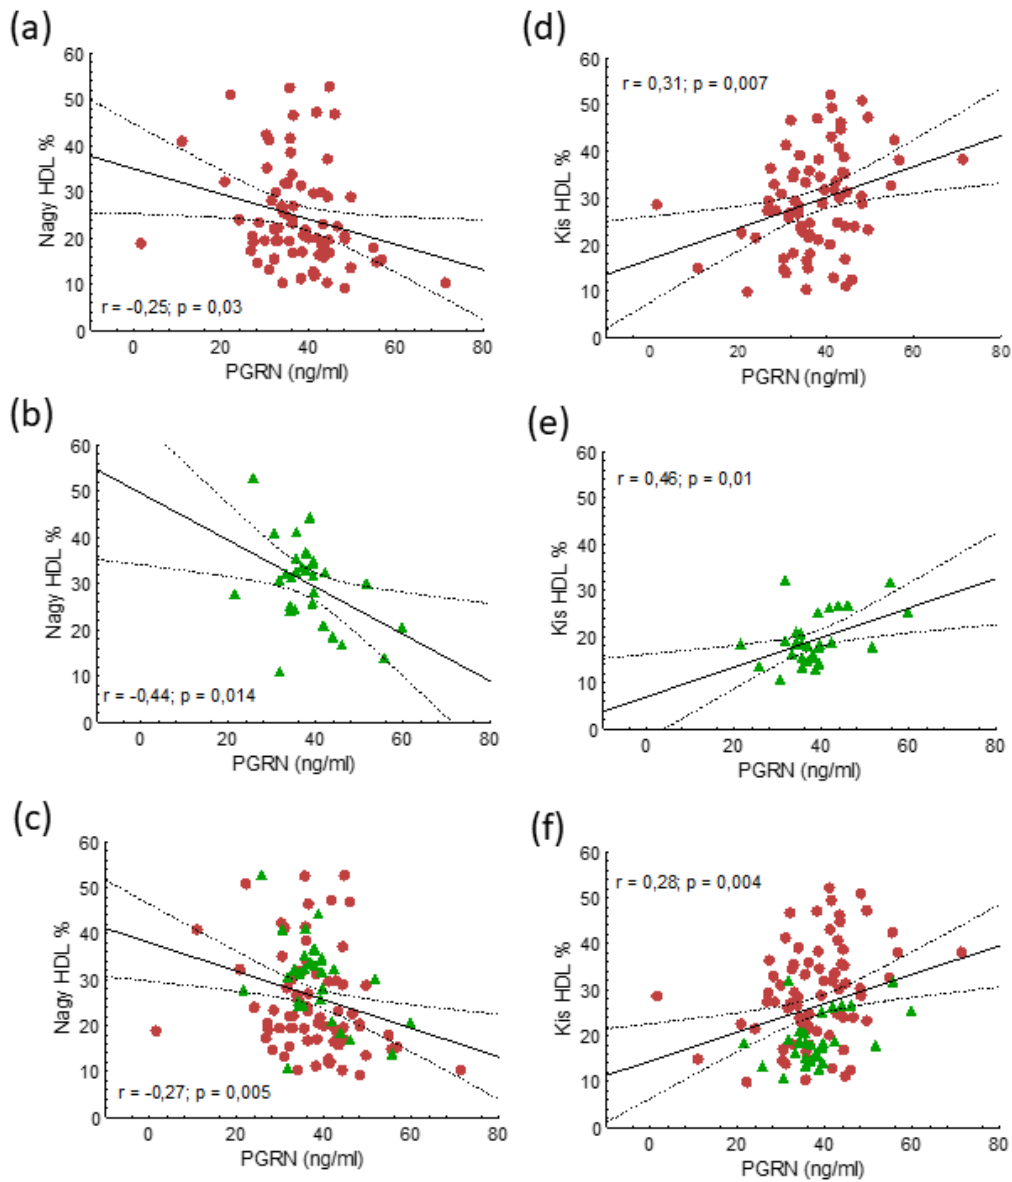 (a)
60
50
40
30
20
10
0
Nagy HDL %
r = -0,25; p = 0,03
0 20 40 60 80
PGRN (ng/ml)
(d)
60
50
40
30
20
10
0
Kis HDL %
r = 0,31; p = 0,007
0 20 40 60 80
PGRN (ng/ml)
(b)
60
50
40
30
20
10
0
Nagy HDL %
r = -0,44; p = 0,014
0 20 40 60 80
PGRN (ng/ml)
(e)
60
50
40
30
20
10
0
Kis HDL %
r = 0,46; p = 0,01
0 20 40 60 80
PGRN (ng/ml)
(c)
60
50
40
30
20
10
0
Nagy HDL %
r = -0,27; p = 0,005
0 20 40 60 80
PGRN (ng/ml)
(f)
60
50
40
30
20
10
0
Kis HDL %
r = 0,28; p = 0,004
0 20 40 60 80
PGRN (ng/ml)